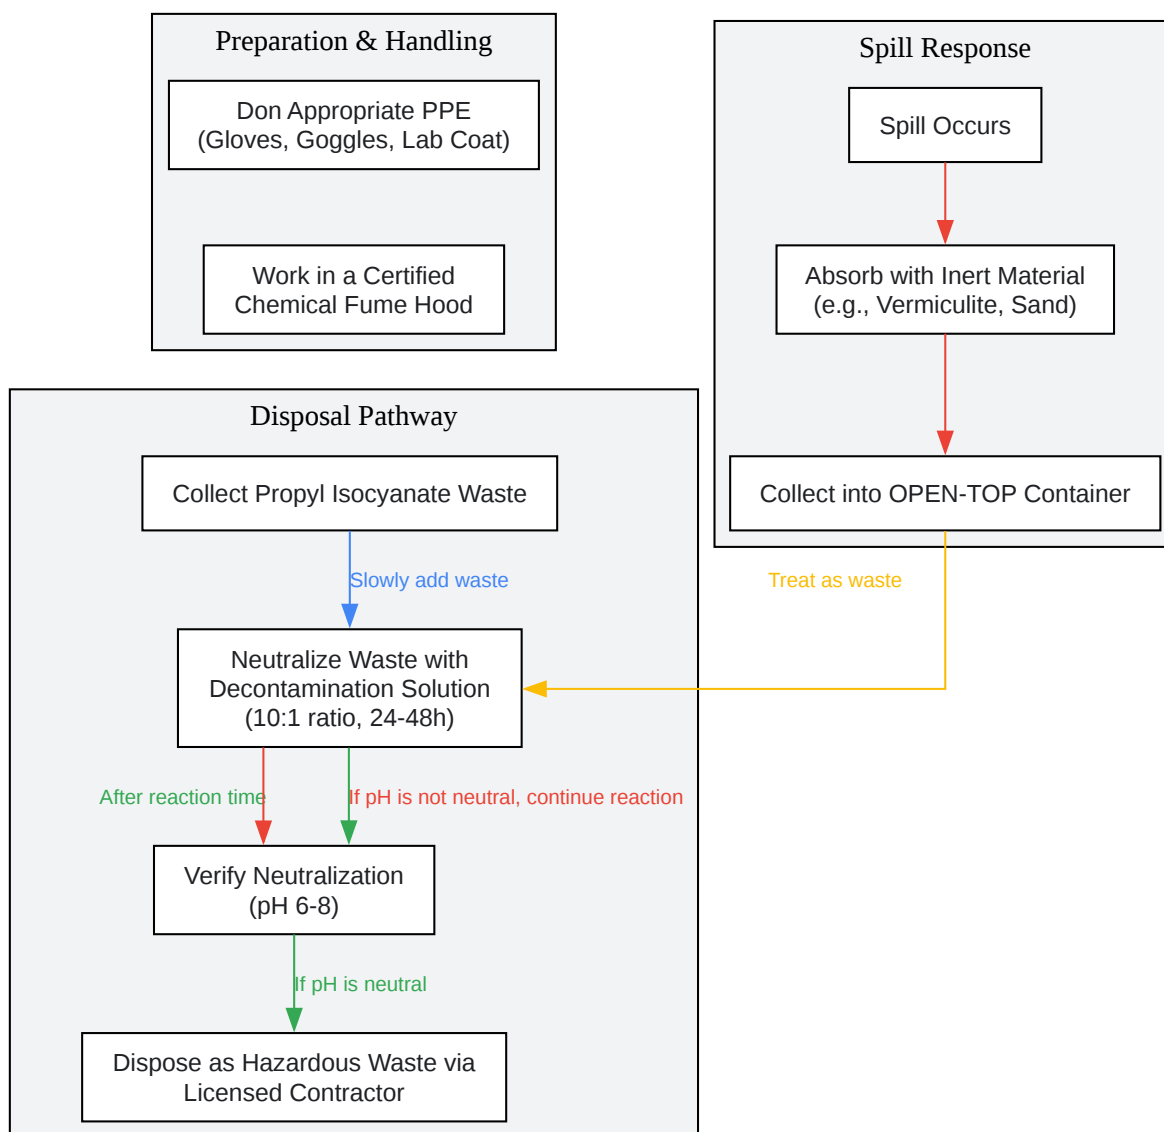 Preparation & Handling
Don Appropriate PPE
(Gloves, Goggles, Lab Coat)
Work in a Certified
Chemical Fume Hood
Spill Response
Spill Occurs
Absorb with Inert Material
(e.g., Vermiculite, Sand)
Collect into OPEN-TOP Container
Treat as waste
Disposal Pathway
Collect Propyl Isocyanate Waste
Slowly add waste
Neutralize Waste with
Decontamination Solution
(10:1 ratio, 24-48h)
After reaction time
If pH is not neutral, continue reaction
Verify Neutralization
(pH 6-8)
If pH is neutral
Dispose as Hazardous Waste via
Licensed Contractor